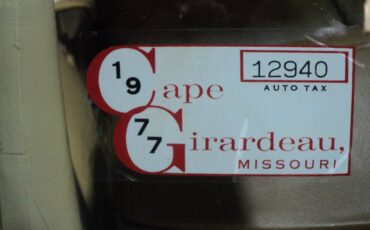 12940
AUTO TAX
19
Cape
77
Girardeau,
MISSOURI